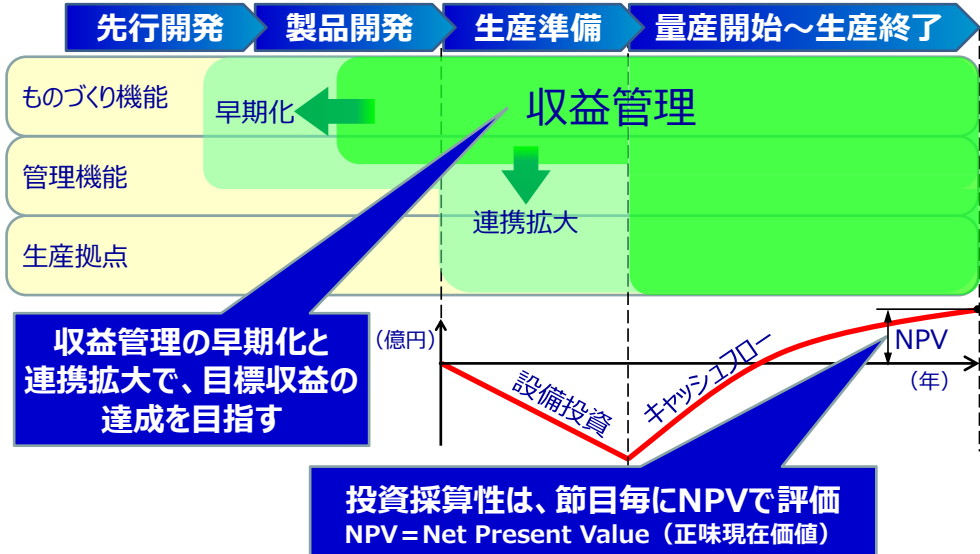 先行開発
製品開発
生産準備
量産開始～生産終了
ものづくり機能
早期化
収益管理
管理機能
連携拡大
生産拠点
収益管理の早期化と
連携拡大で、目標収益の
達成を目指す
（億円）
設備投資
キャッシュフロー
NPV
（年）
投資採算性は、節目毎にNPVで評価
NPV＝Net Present Value（正味現在価値）